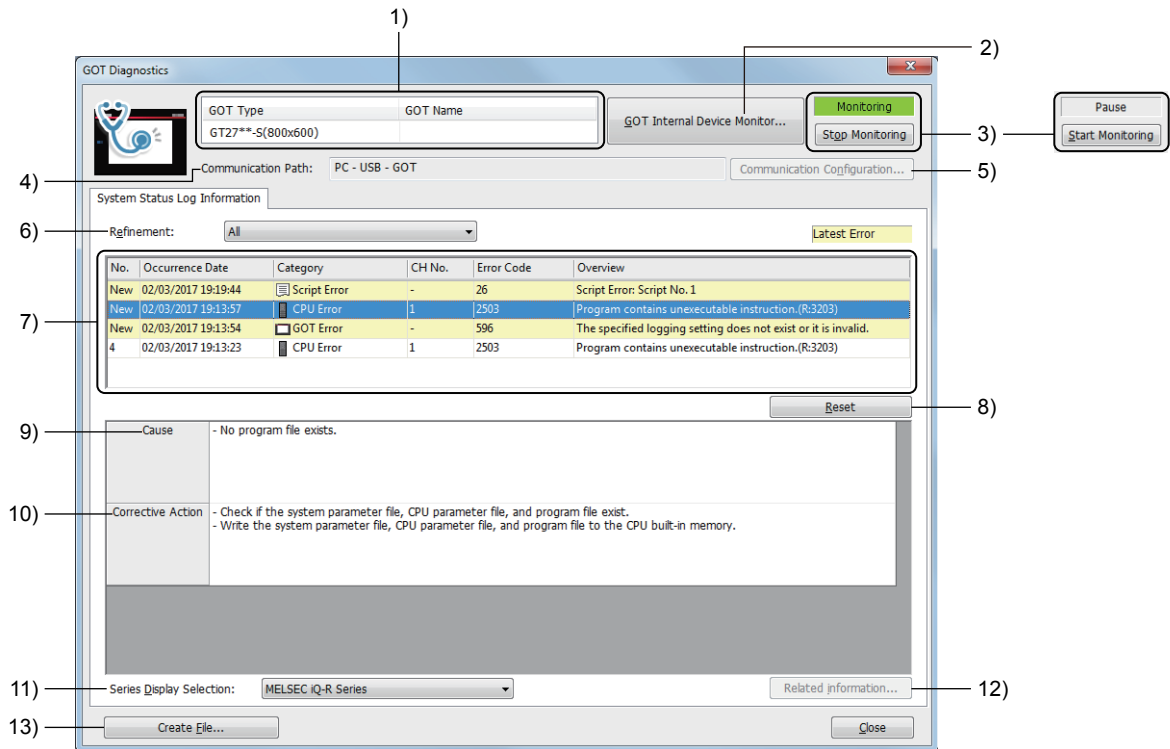 1)
2)
GOT Diagnostics
GOT Type GOT Name
GT27**-S(800x600)
GOT Internal Device Monitor...
Monitoring
Stop Monitoring
3)
Pause
Start Monitoring
4)
Communication Path: PC - USB - GOT
Communication Configuration...
5)
System Status Log Information
6)
Refinement: All
Latest Error
7)
No. Occurrence Date Category CH No. Error Code Overview
New 02/03/2017 19:19:44 Script Error - 26 Script Error: Script No. 1
New 02/03/2017 19:13:57 CPU Error 1 2503 Program contains unexecutable instruction.(R:3203)
New 02/03/2017 19:13:54 GOT Error - 596 The specified logging setting does not exist or it is invalid.
4 02/03/2017 19:13:23 CPU Error 1 2503 Program contains unexecutable instruction.(R:3203)
Reset
8)
9)
Cause - No program file exists.
10)
Corrective Action - Check if the system parameter file, CPU parameter file, and program file exist.
- Write the system parameter file, CPU parameter file, and program file to the CPU built-in memory.
11)
Series Display Selection: MELSEC iQ-R Series
Related information...
12)
13)
Create File...
Close